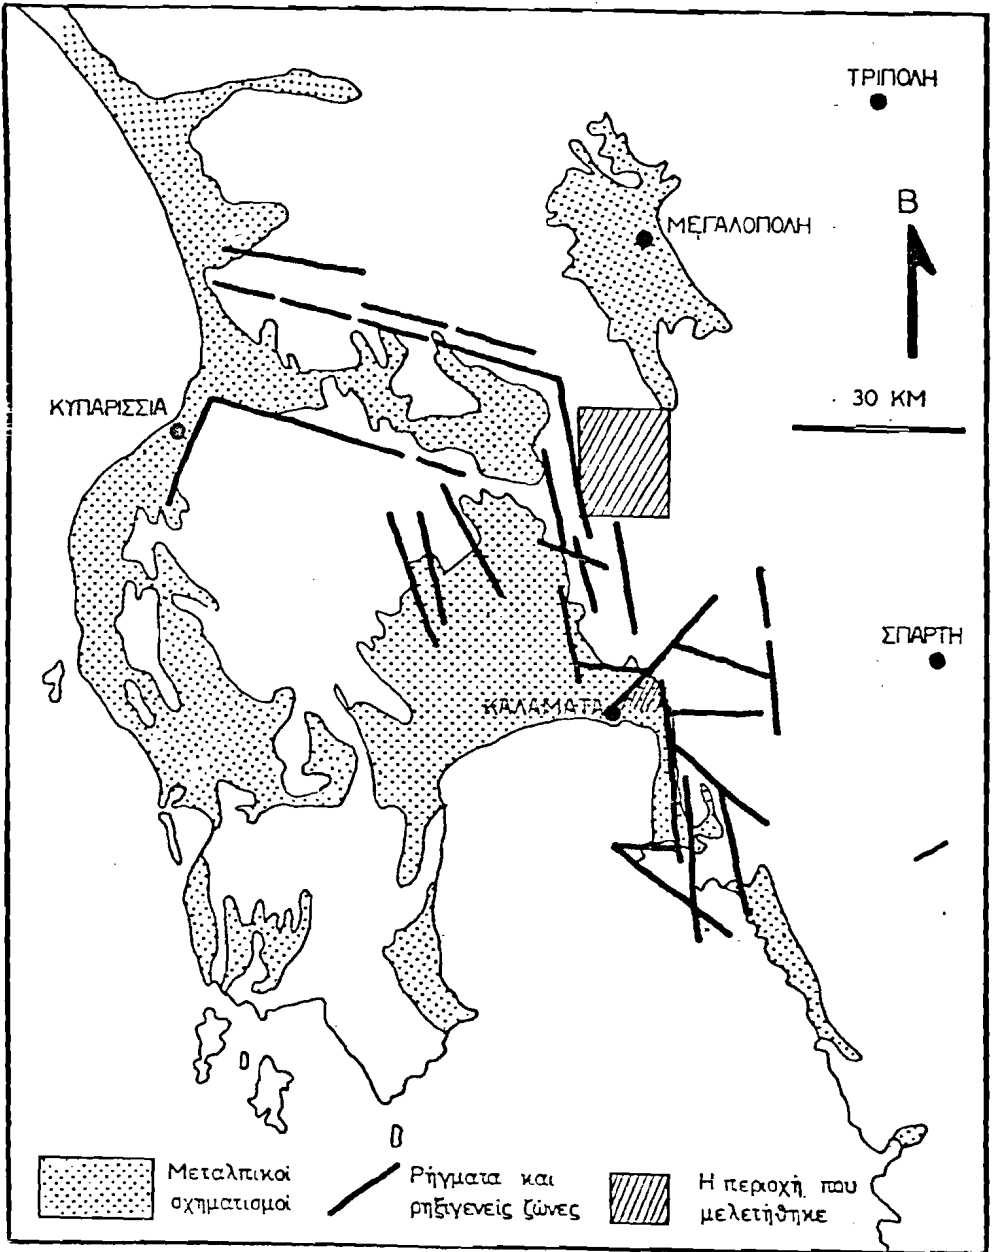 ΤΡΙΠΟΛΗ
Β
ΜΕΓΑΛΟΠΟΛΗ
30 ΚΜ
ΚΥΠΑΡΙΣΣΙΑ
ΣΠΑΡΤΗ
ΚΑΛΑΜΑΤΑ
Μεταλπικοί
σχηματισμοί
Ρήγματα και
ρηξιγενείς ζώνες
Η περιοχή που
μελετήθηκε